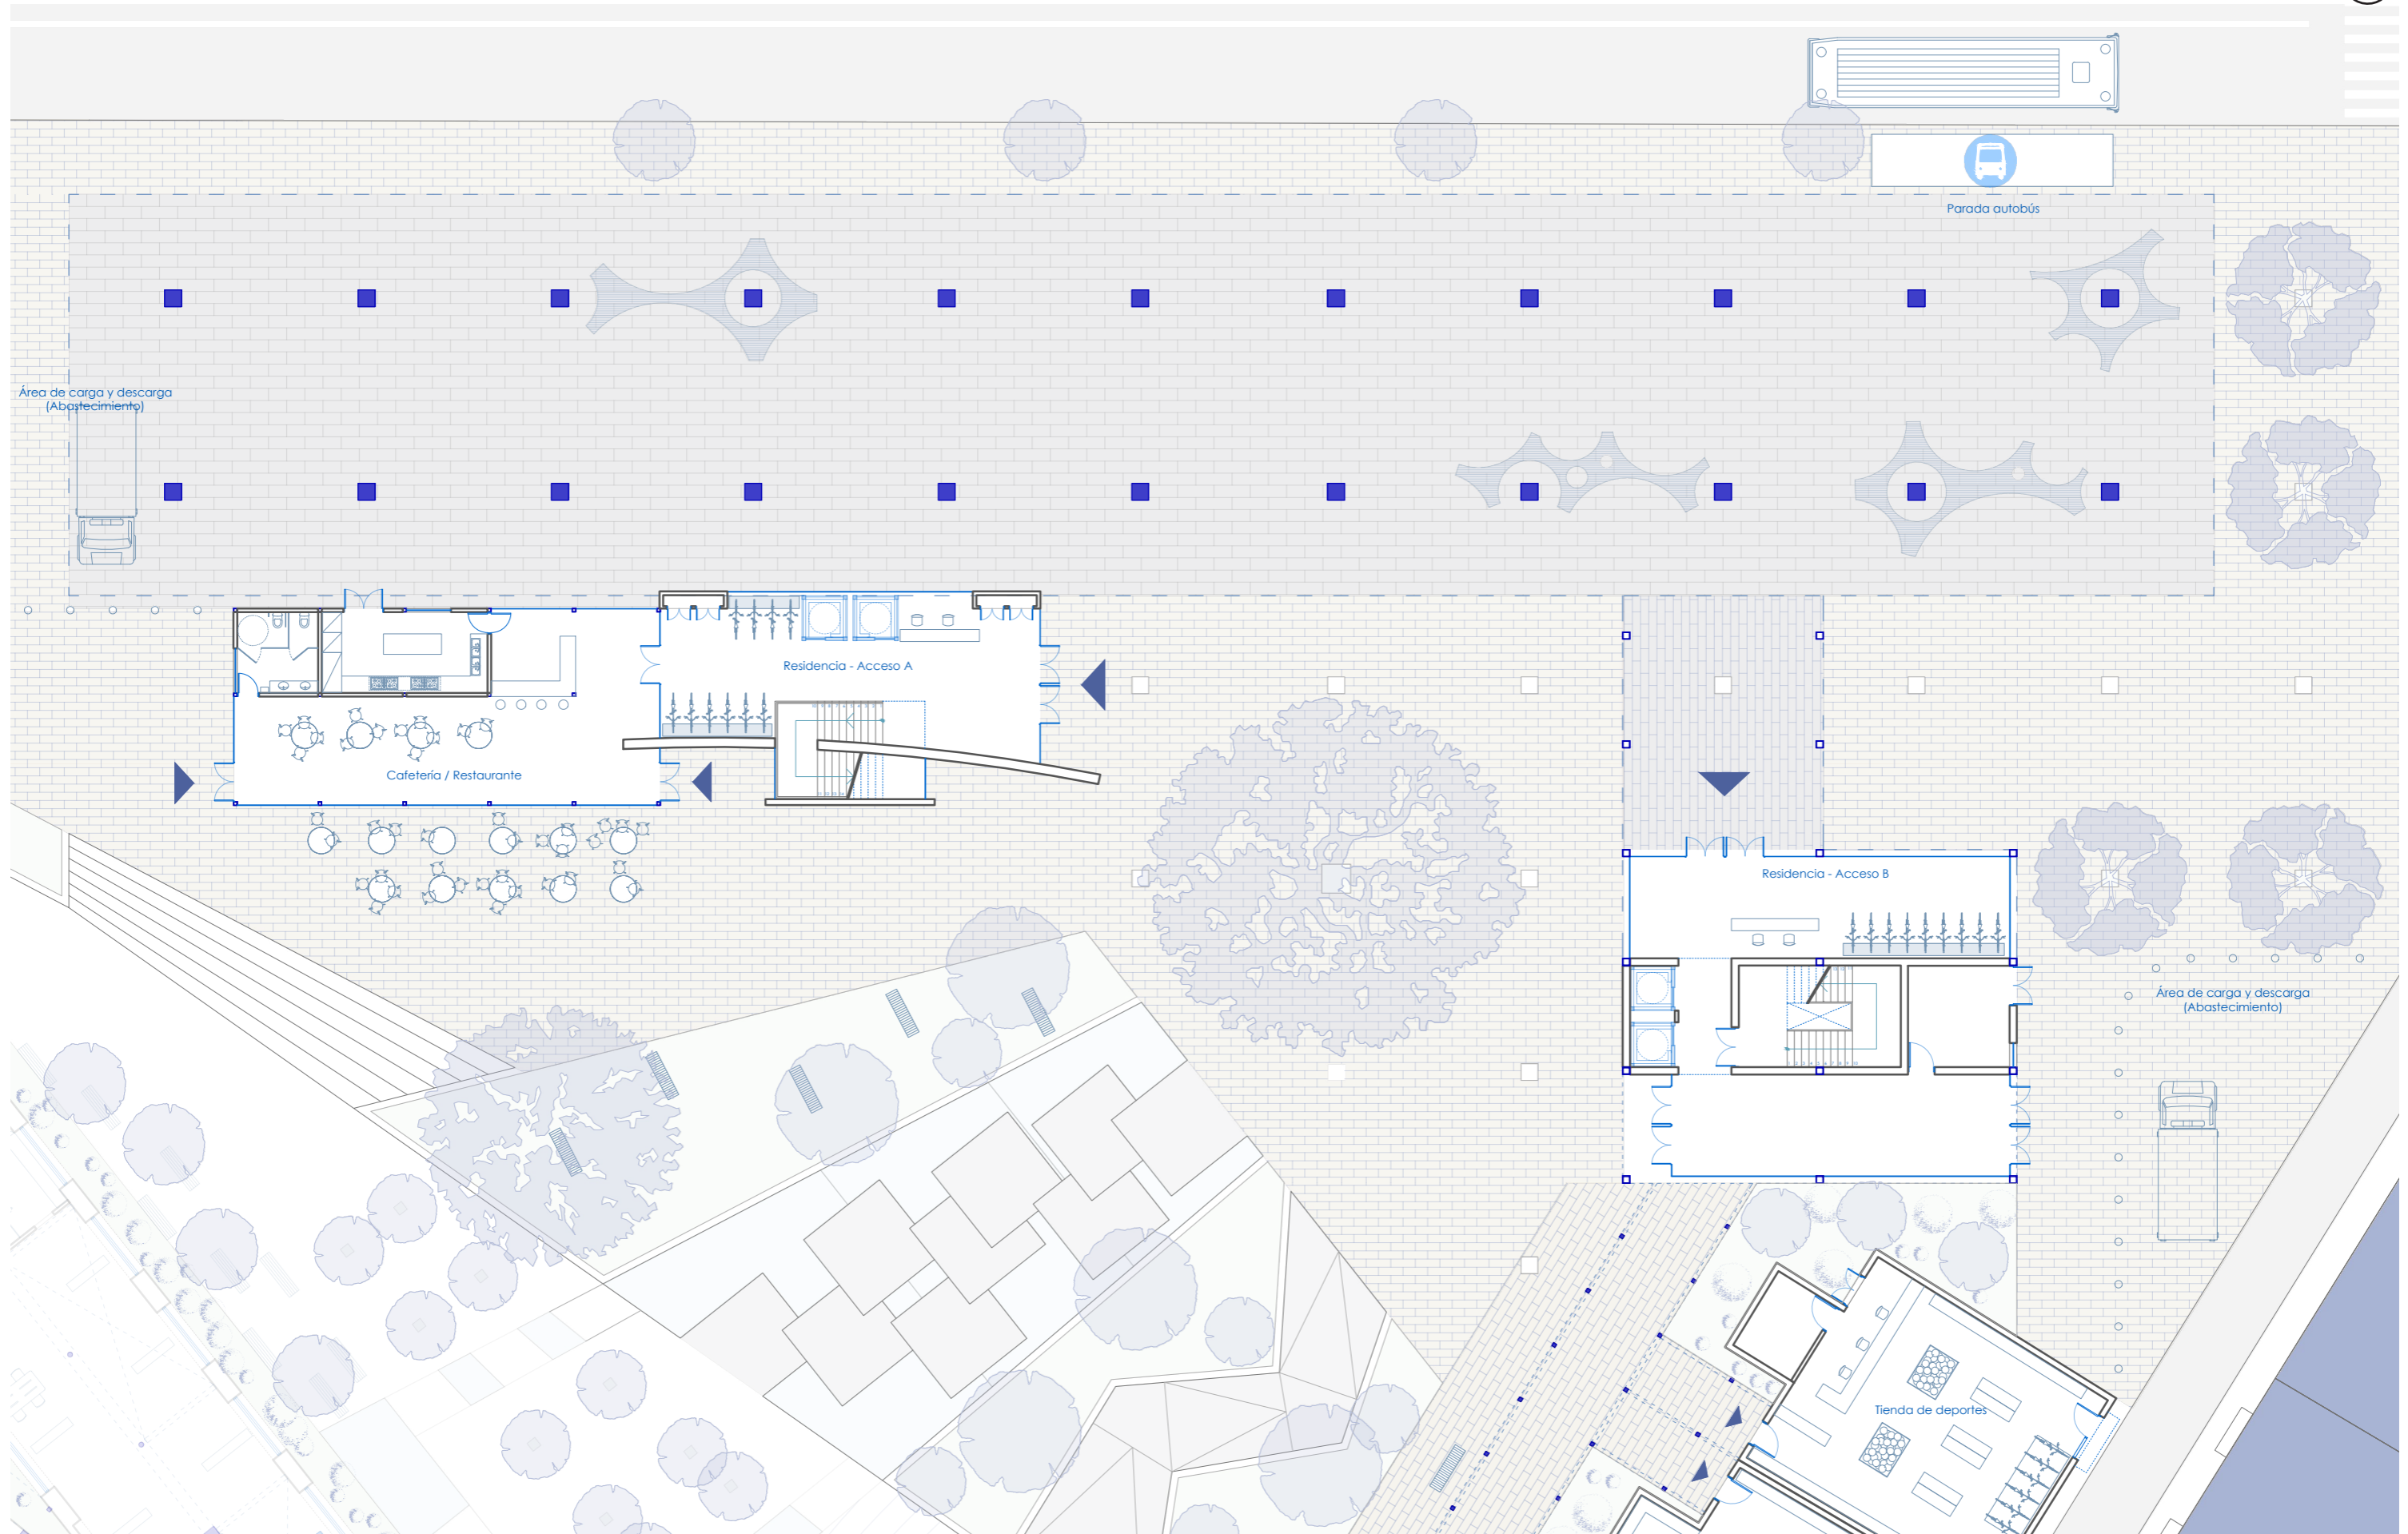 Parada autobús
Área de carga y descarga
(Abastecimiento)
Residencia - Acceso A
Cafetería / Restaurante
Residencia - Acceso B
Área de carga y descarga
(Abastecimiento)
Tienda de deportes